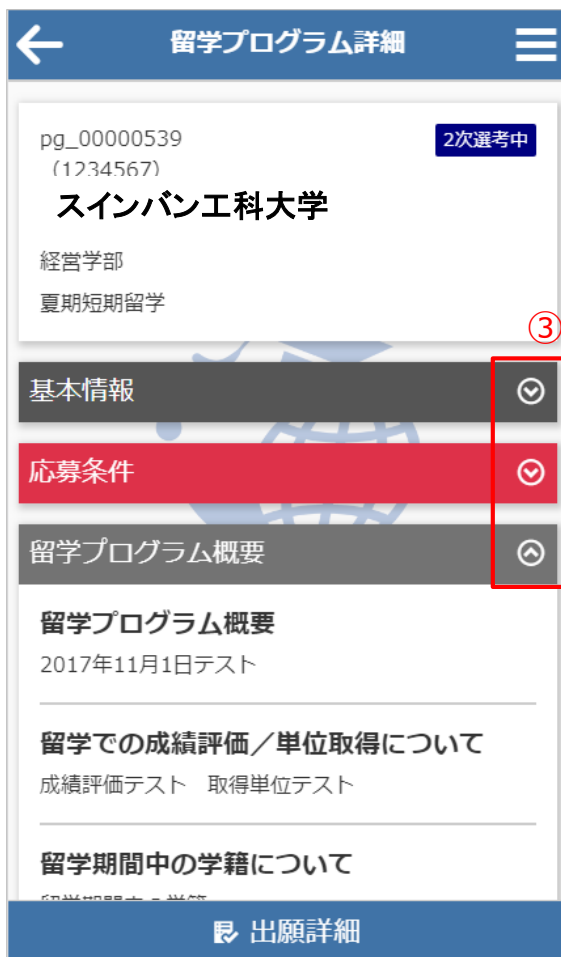 留学プログラム詳細
pg_00000539
2次選考中
(1234567)
スインバン工科大学
経営学部
夏期短期留学
③
基本情報
応募条件
留学プログラム概要
留学プログラム概要
2017年11月1日テスト
留学での成績評価／単位取得について
成績評価テスト　取得単位テスト
留学期間中の学籍について
出願詳細